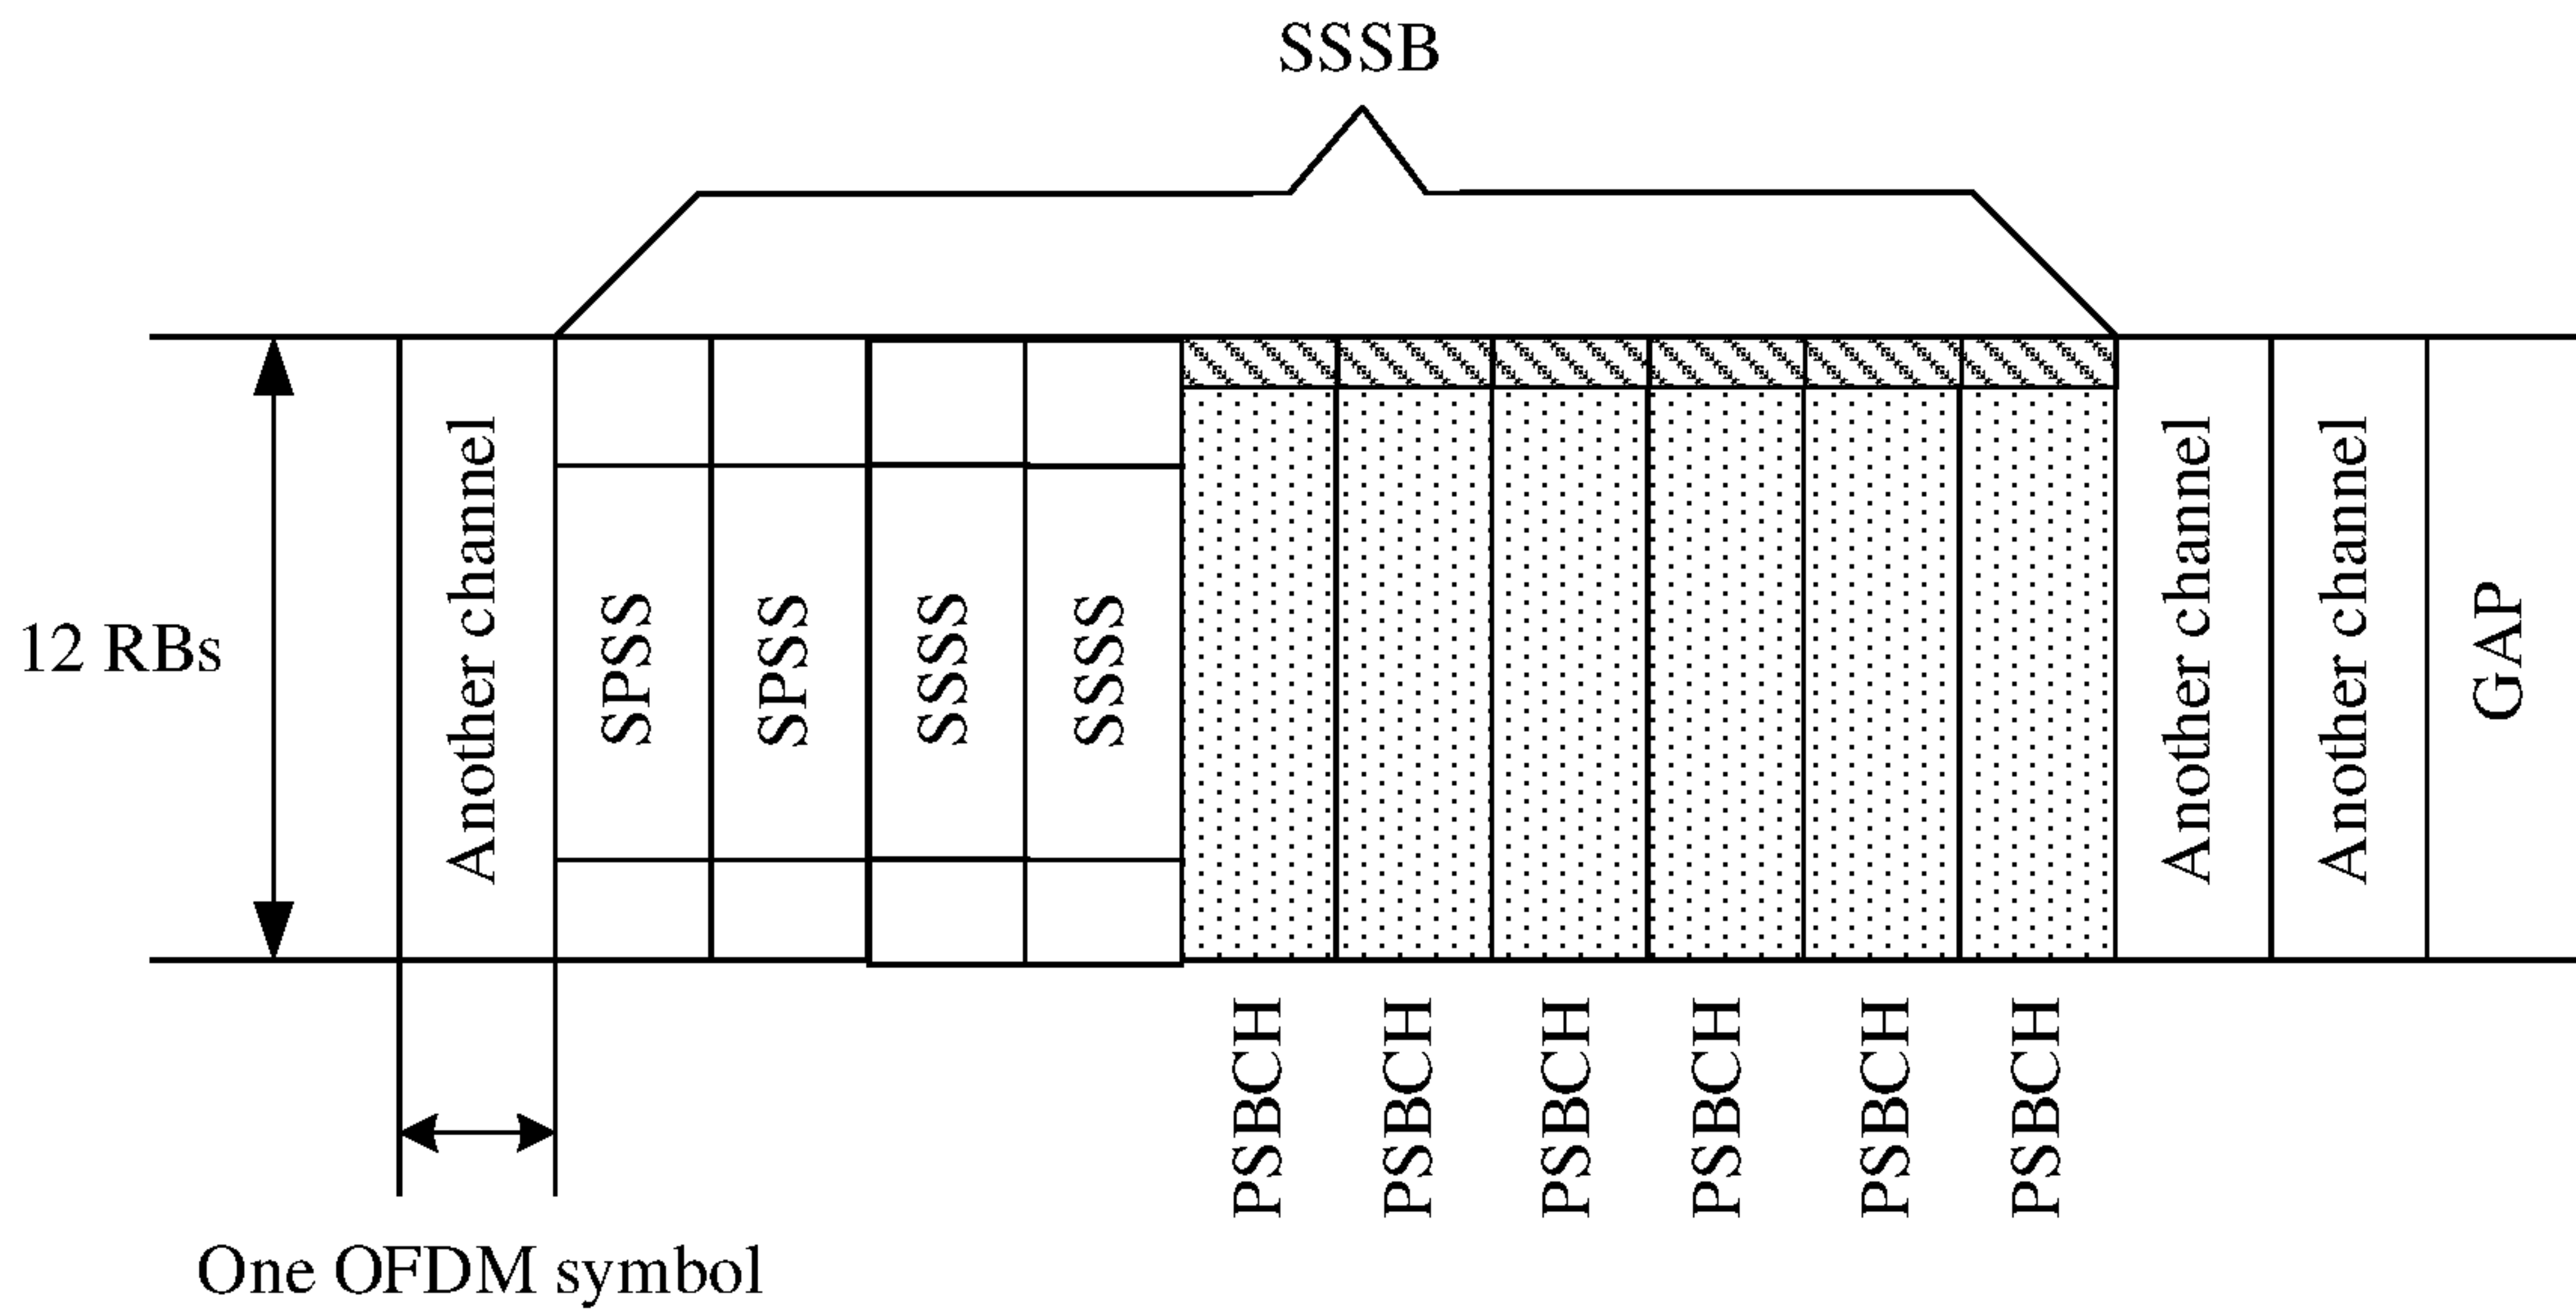 SSSB
12 RBs
Another channel
SPSS
SPSS
SSSS
SSSS
Another channel
Another channel
GAP
PSBCH
PSBCH
PSBCH
PSBCH
PSBCH
PSBCH
One OFDM symbol